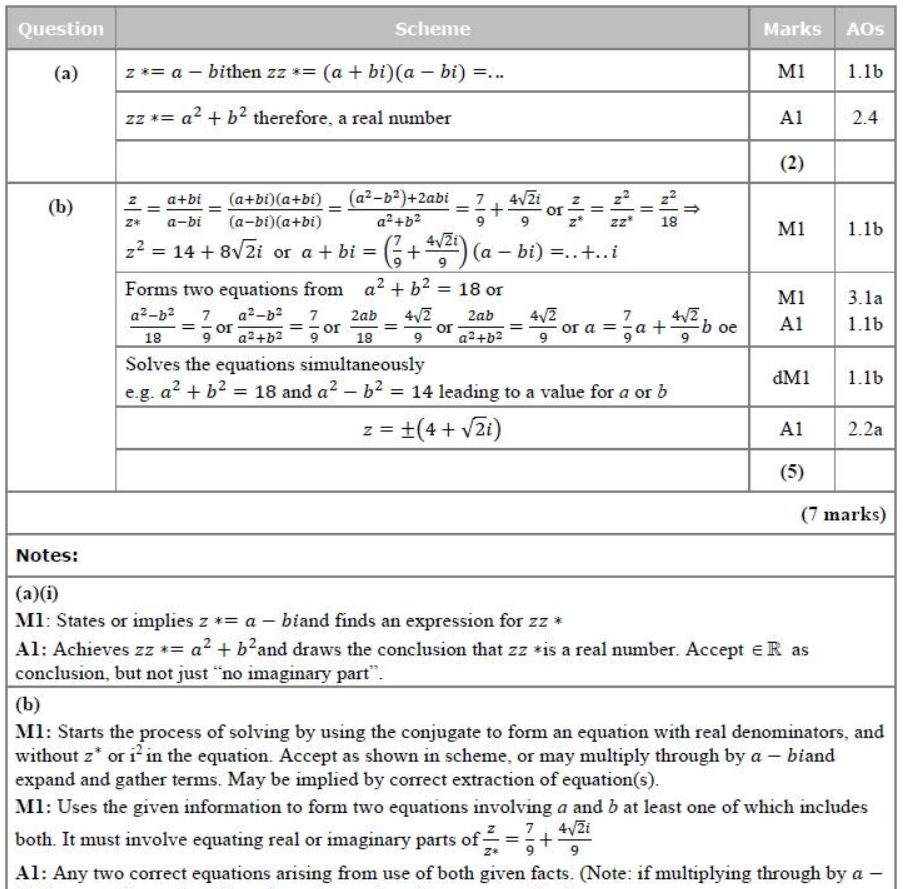 Question Scheme Marks AOs
(a) z *= a − bithen zz *= (a + bi)(a − bi) =... M1 1.1b
zz *= a² + b² therefore, a real number A1 2.4
(2)
(b) z/z* = (a+bi)/(a−bi) = ((a+bi)(a+bi))/((a−bi)(a+bi)) = ((a²−b²)+2abi)/(a²+b²) = 7/9 + 4√2i/9 or z/z* = z²/zz* = z²/18 ⇒
z² = 14 + 8√2i or a + bi = (7/9 + 4√2i/9)(a − bi) =..+..i M1 1.1b
Forms two equations from a² + b² = 18 or M1 3.1a
(a²−b²)/18 = 7/9 or (a²−b²)/(a²+b²) = 7/9 or 2ab/18 = 4√2/9 or 2ab/(a²+b²) = 4√2/9 or a = 7/9 a + 4√2/9 b oe A1 1.1b
Solves the equations simultaneously
e.g. a² + b² = 18 and a² − b² = 14 leading to a value for a or b dM1 1.1b
z = ±(4 + √2i) A1 2.2a
(5)
(7 marks)
Notes:
(a)(i)
M1: States or implies z *= a − biand finds an expression for zz *
A1: Achieves zz *= a² + b²and draws the conclusion that zz *is a real number. Accept ∈ ℝ as
conclusion, but not just “no imaginary part”.
(b)
M1: Starts the process of solving by using the conjugate to form an equation with real denominators, and
without z* or i² in the equation. Accept as shown in scheme, or may multiply through by a − biand
expand and gather terms. May be implied by correct extraction of equation(s).
M1: Uses the given information to form two equations involving a and b at least one of which includes
both. It must involve equating real or imaginary parts of z/z* = 7/9 + 4√2i/9
A1: Any two correct equations arising from use of both given facts. (Note: if multiplying through by a −